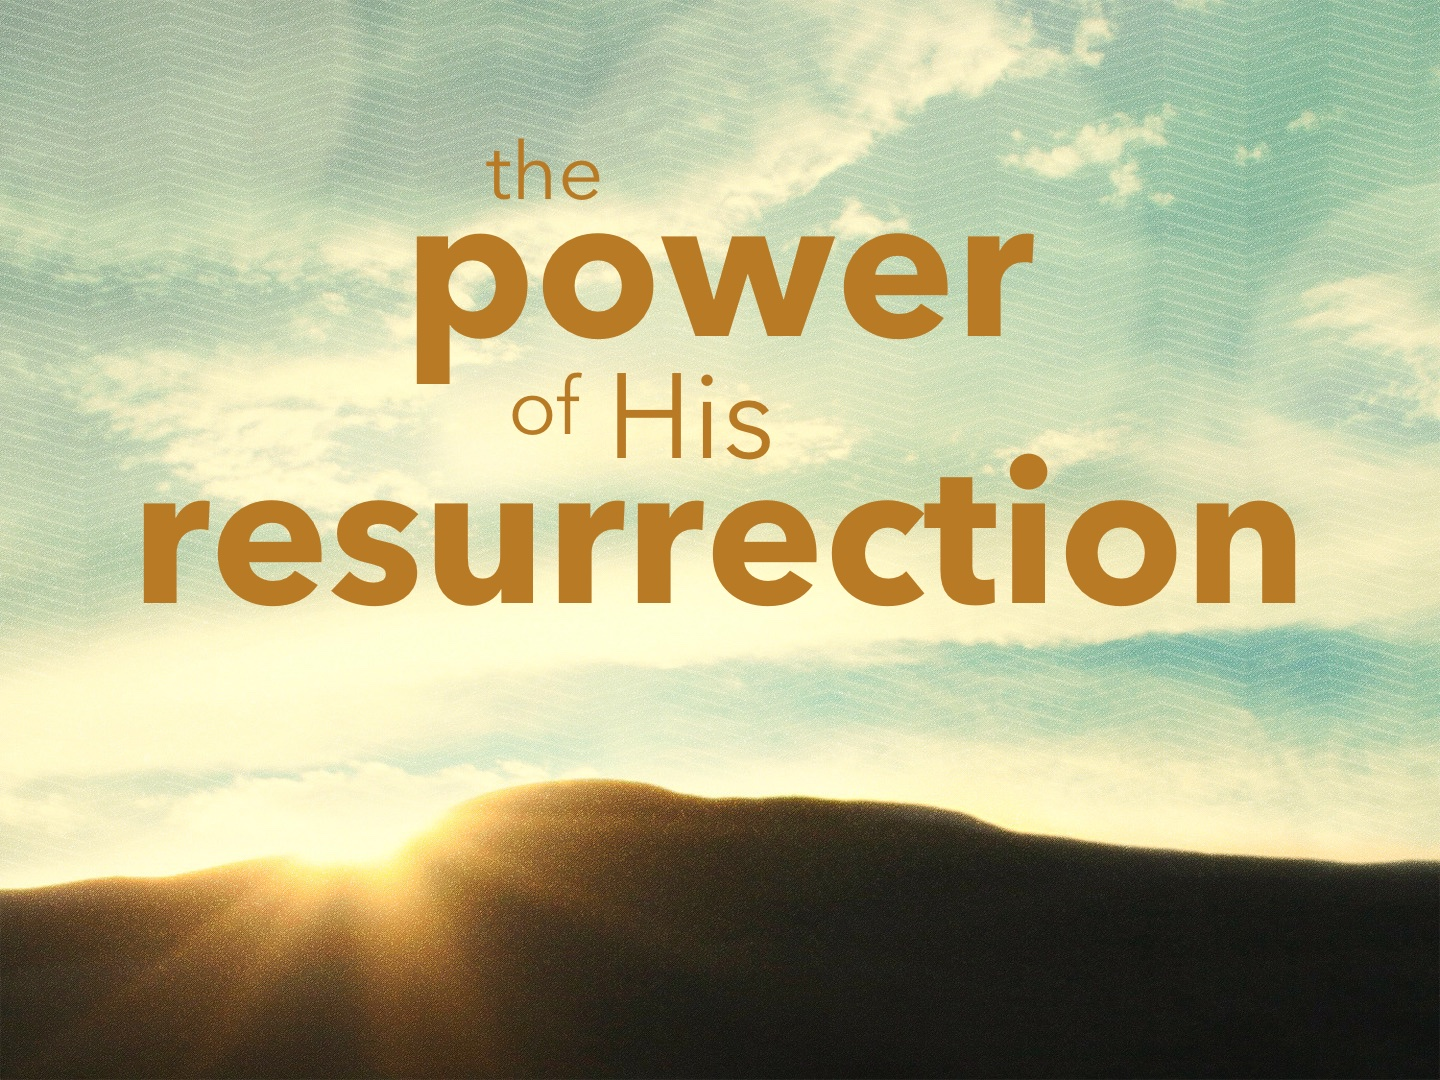 the
power
of His
resurrection